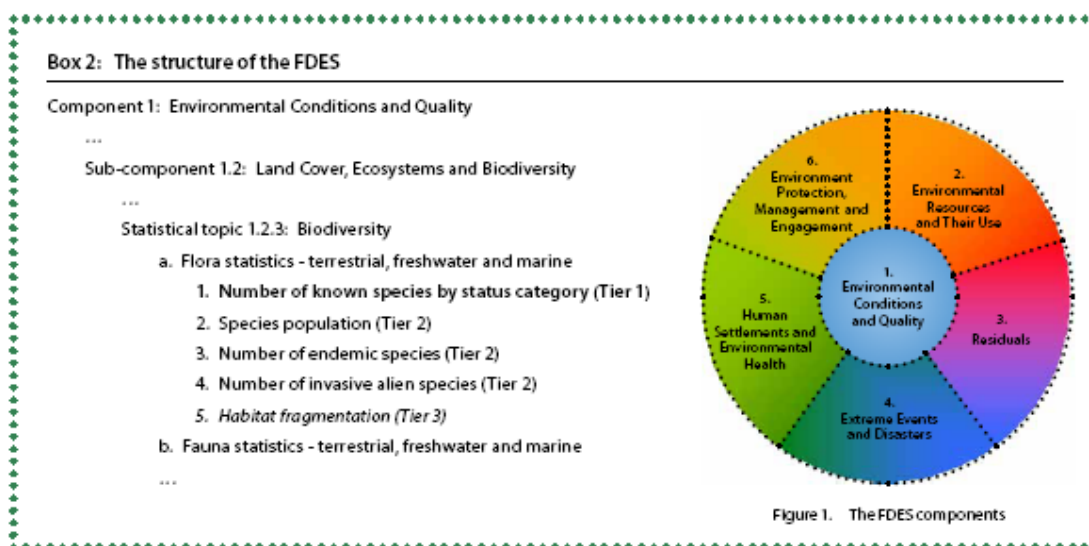 Box 2: The structure of the FDES
Component 1: Environmental Conditions and Quality
...
Sub-component 1.2: Land Cover, Ecosystems and Biodiversity
...
Statistical topic 1.2.3: Biodiversity
a. Flora statistics - terrestrial, freshwater and marine
1. Number of known species by status category (Tier 1)
2. Species population (Tier 2)
3. Number of endemic species (Tier 2)
4. Number of invasive alien species (Tier 2)
5. Habitat fragmentation (Tier 3)
b. Fauna statistics - terrestrial, freshwater and marine
...
6.
Environment
Protection,
Management and
Engagement
2.
Environmental
Resources
and Their Use
1.
Environmental
Conditions
and Quality
5.
Human
Settlements and
Environmental
Health
3.
Residuals
4.
Extreme Events
and Disasters
Figure 1. The FDES components